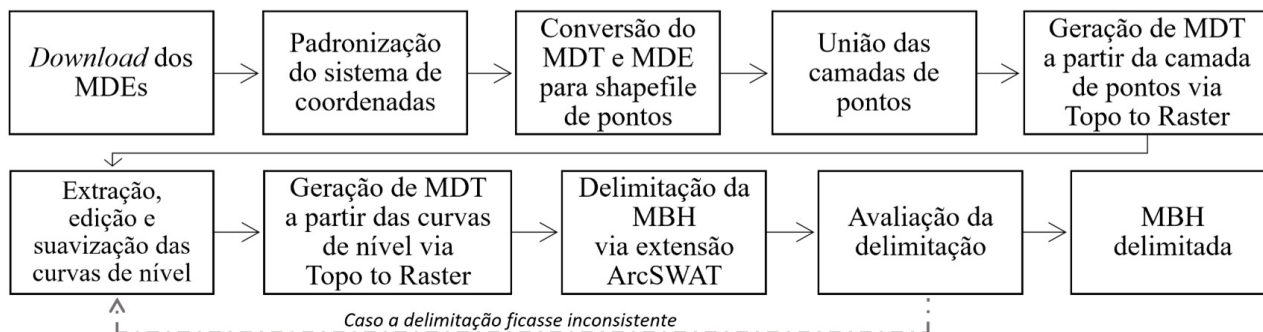 Download dos
MDEs
Padronização
do sistema de
coordenadas
Conversão do
MDT e MDE
para shapefile
de pontos
União das
camadas de
pontos
Geração de MDT
a partir da camada
de pontos via
Topo to Raster
Extração,
edição e
suavização das
curvas de nível
Geração de MDT
a partir das curvas
de nível via
Topo to Raster
Delimitação da
MBH
via extensão
ArcSWAT
Avaliação da
delimitação
MBH
delimitada
Caso a delimitação ficasse inconsistente